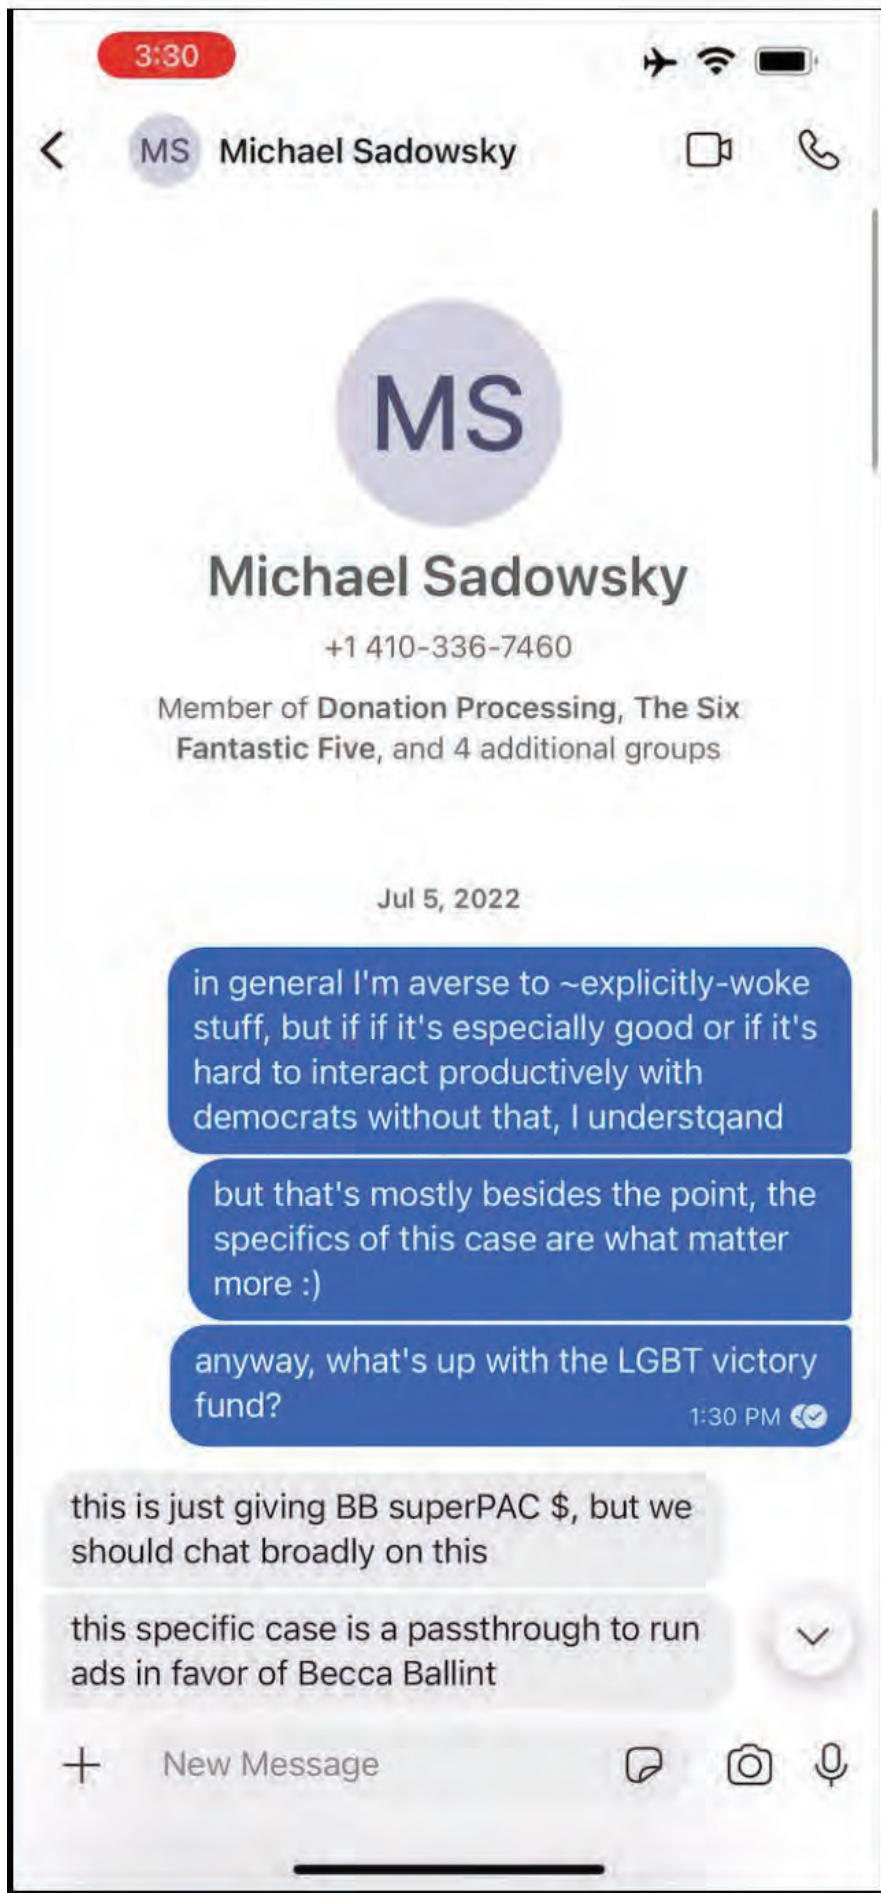 3:30
MS Michael Sadowsky
MS
Michael Sadowsky
+1 410-336-7460
Member of Donation Processing, The Six
Fantastic Five, and 4 additional groups
Jul 5, 2022
in general I'm averse to ~explicitly-woke
stuff, but if if it's especially good or if it's
hard to interact productively with
democrats without that, I understqand
but that's mostly besides the point, the
specifics of this case are what matter
more :)
anyway, what's up with the LGBT victory
fund?
1:30 PM
this is just giving BB superPAC $, but we
should chat broadly on this
this specific case is a passthrough to run
ads in favor of Becca Ballint
New Message